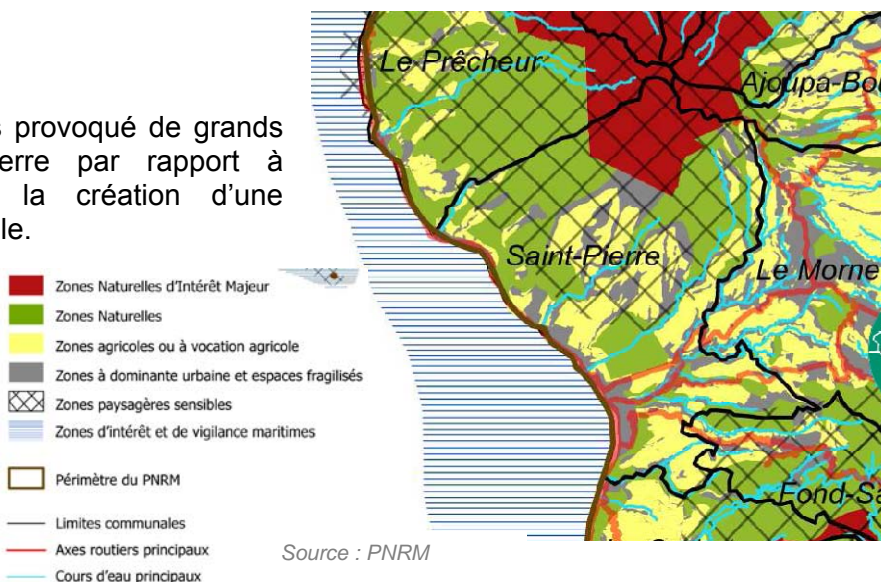 s provoqué de grands
erre par rapport à
la création d'une
le.
Zones Naturelles d'Intérêt Majeur
Zones Naturelles
Zones agricoles ou à vocation agricole
Zones à dominante urbaine et espaces fragilisés
Zones paysagères sensibles
Zones d'intérêt et de vigilance maritimes
Périmètre du PNRM
Limites communales
Axes routiers principaux
Cours d'eau principaux
Source : PNRM
Le Prêcheur
Ajoupa-Bou
Saint-Pierre
Le Morne
Fond-Sa